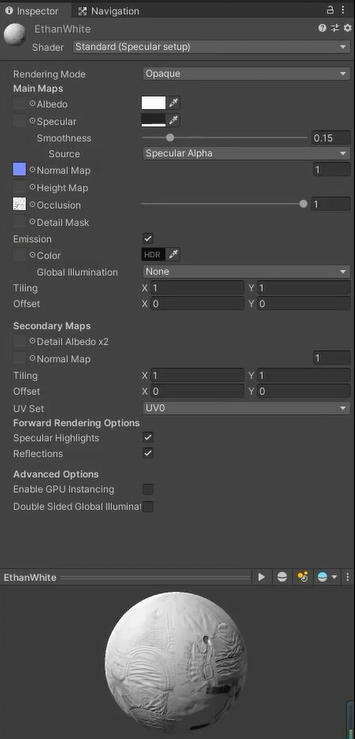 Inspector Navigation
EthanWhite
Shader Standard (Specular setup)
Rendering Mode Opaque
Main Maps
Albedo
Specular
Smoothness 0.15
Source Specular Alpha
Normal Map 1
Height Map
Occlusion 1
Detail Mask
Emission
Color HDR
Global Illumination None
Tiling X 1 Y 1
Offset X 0 Y 0
Secondary Maps
Detail Albedo x2
Normal Map 1
Tiling X 1 Y 1
Offset X 0 Y 0
UV Set UV0
Forward Rendering Options
Specular Highlights
Reflections
Advanced Options
Enable GPU Instancing
Double Sided Global Illuminat
EthanWhite